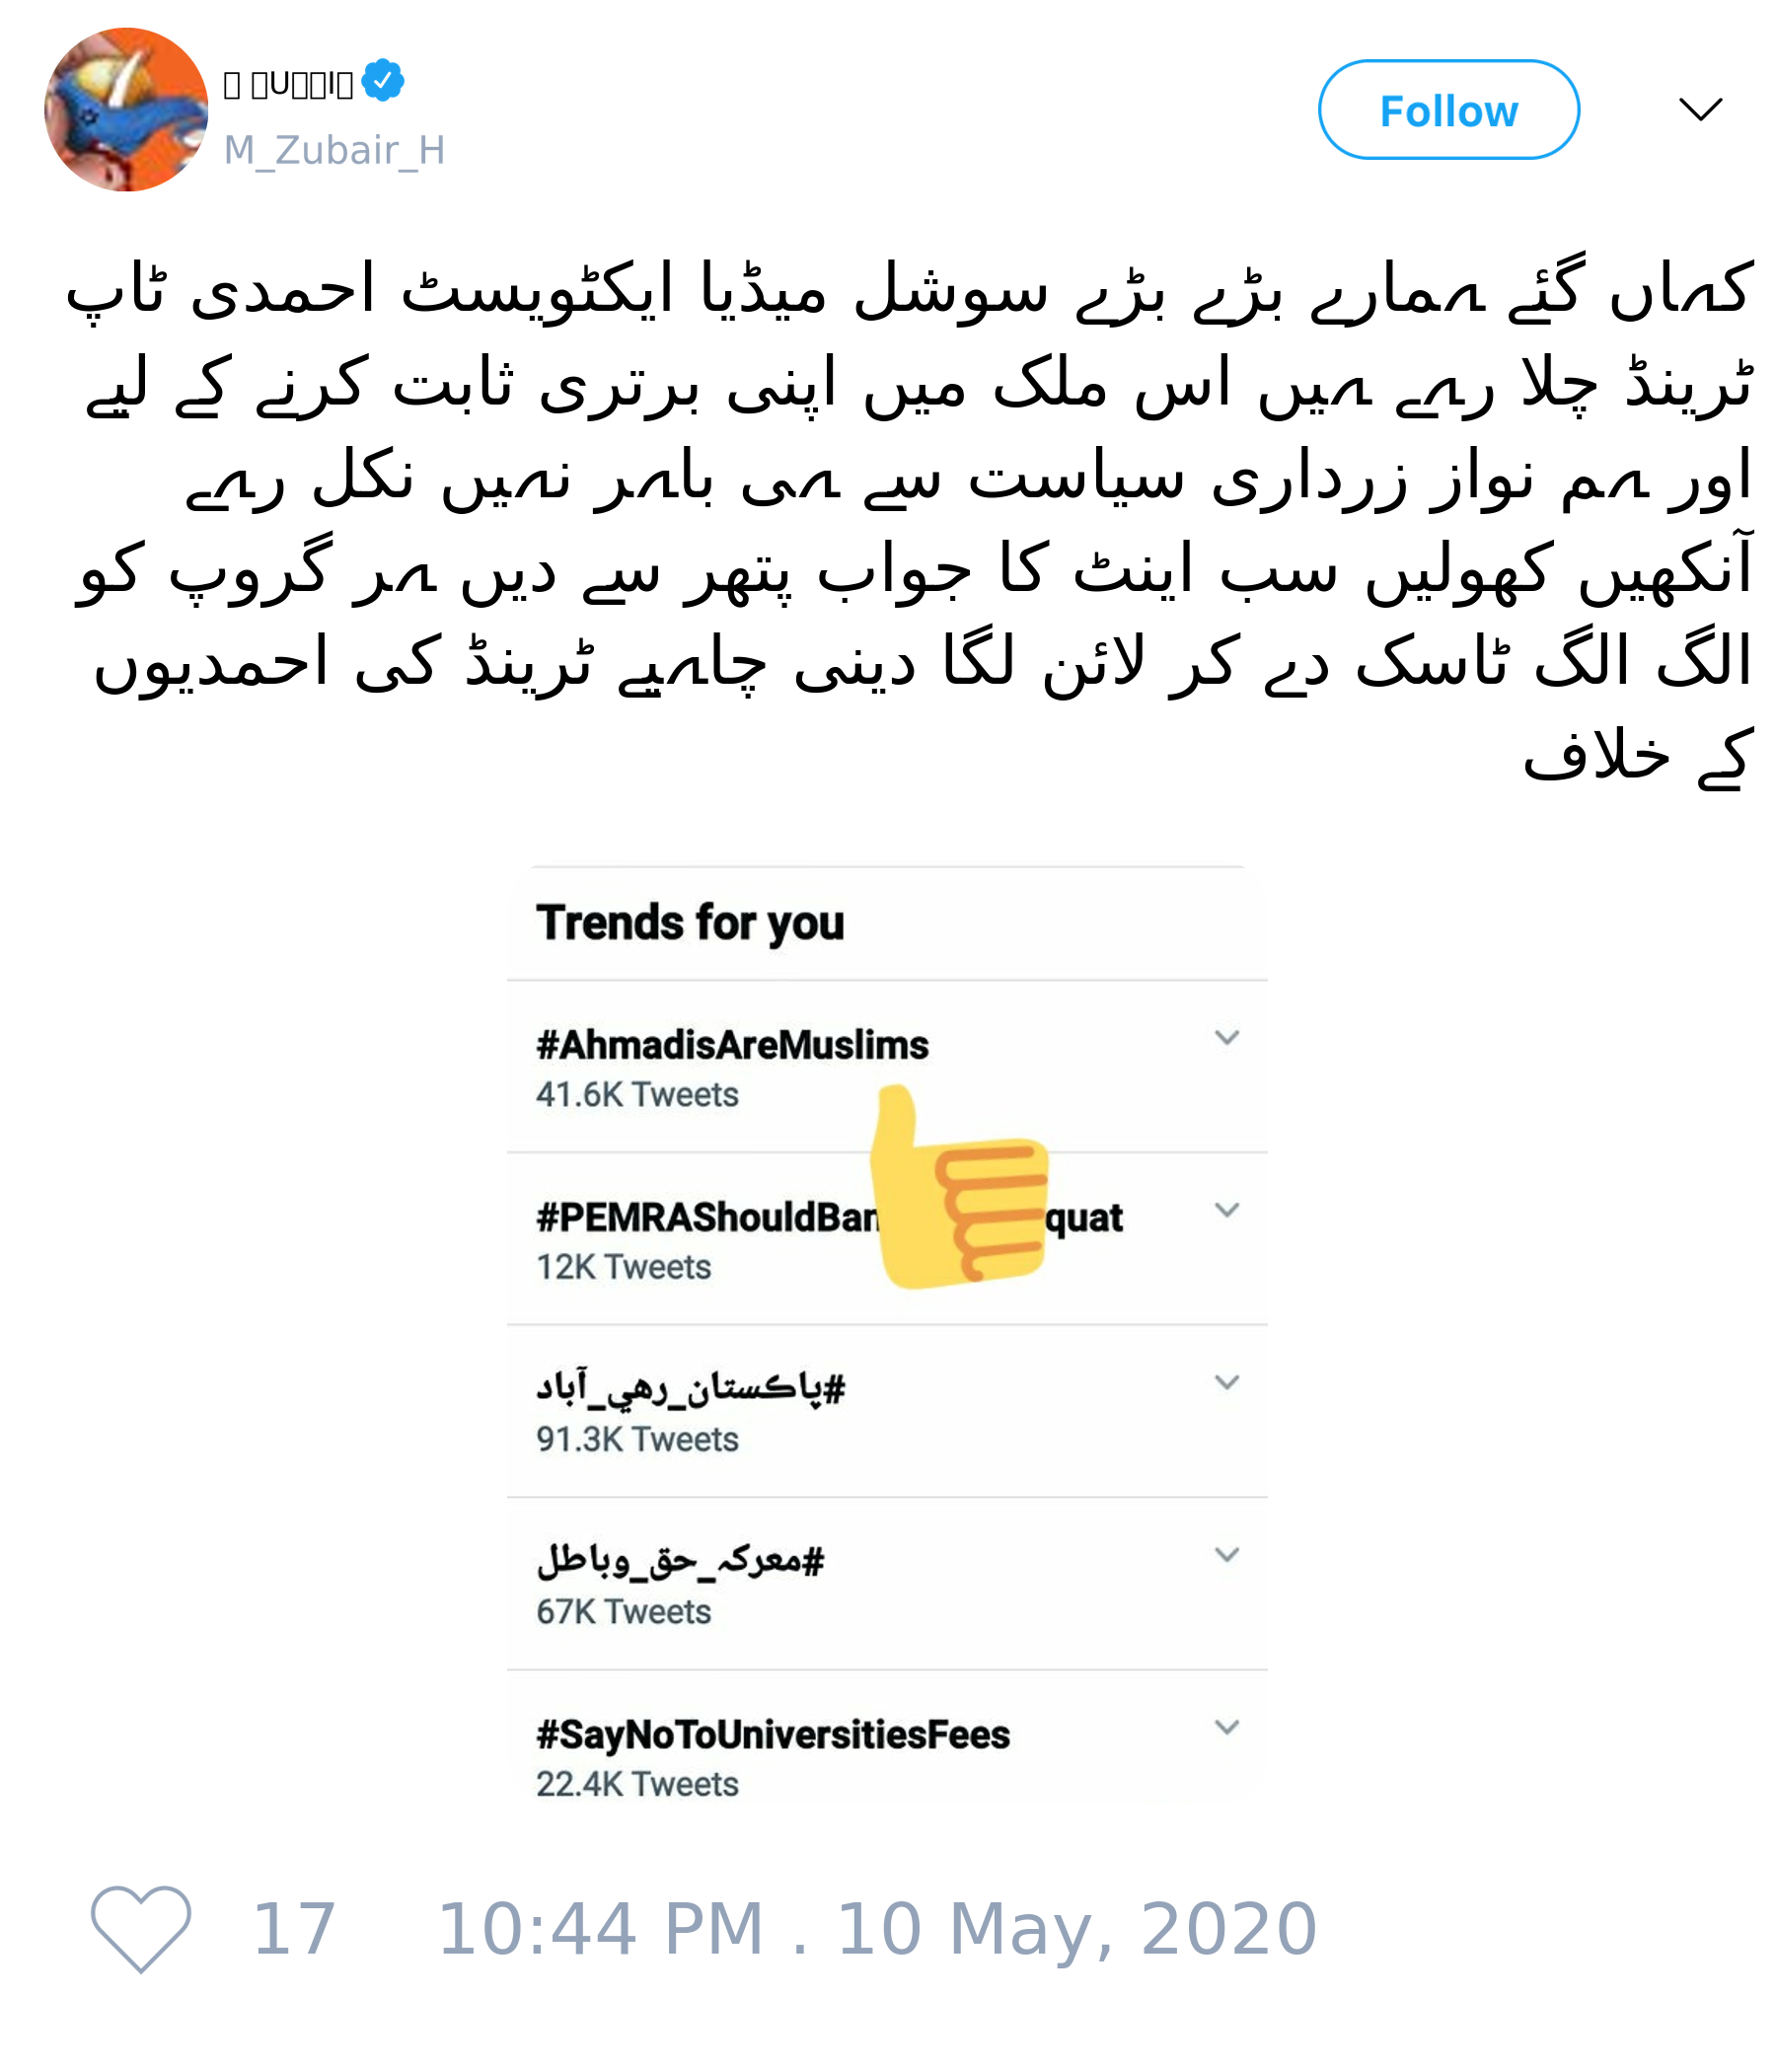 M_Zubair_H
Follow
کہاں گئے ہمارے بڑے بڑے سوشل میڈیا ایکٹویسٹ احمدی ٹاپ
ٹرینڈ چلا رہے ہیں اس ملک میں اپنی برتری ثابت کرنے کے لیے
اور ہم نواز زرداری سیاست سے ہی باہر نہیں نکل رہے
آنکھیں کھولیں سب اینٹ کا جواب پتھر سے دیں ہر گروپ کو
الگ الگ ٹاسک دے کر لائن لگا دینی چاہیے ٹرینڈ کی احمدیوں
کے خلاف
Trends for you
#AhmadisAreMuslims
41.6K Tweets
#PEMRAShouldBan quat
12K Tweets
#پاڪستان_رهي_آباد
91.3K Tweets
#معرکہ_حق_وباطل
67K Tweets
#SayNoToUniversitiesFees
22.4K Tweets
17 10:44 PM . 10 May, 2020